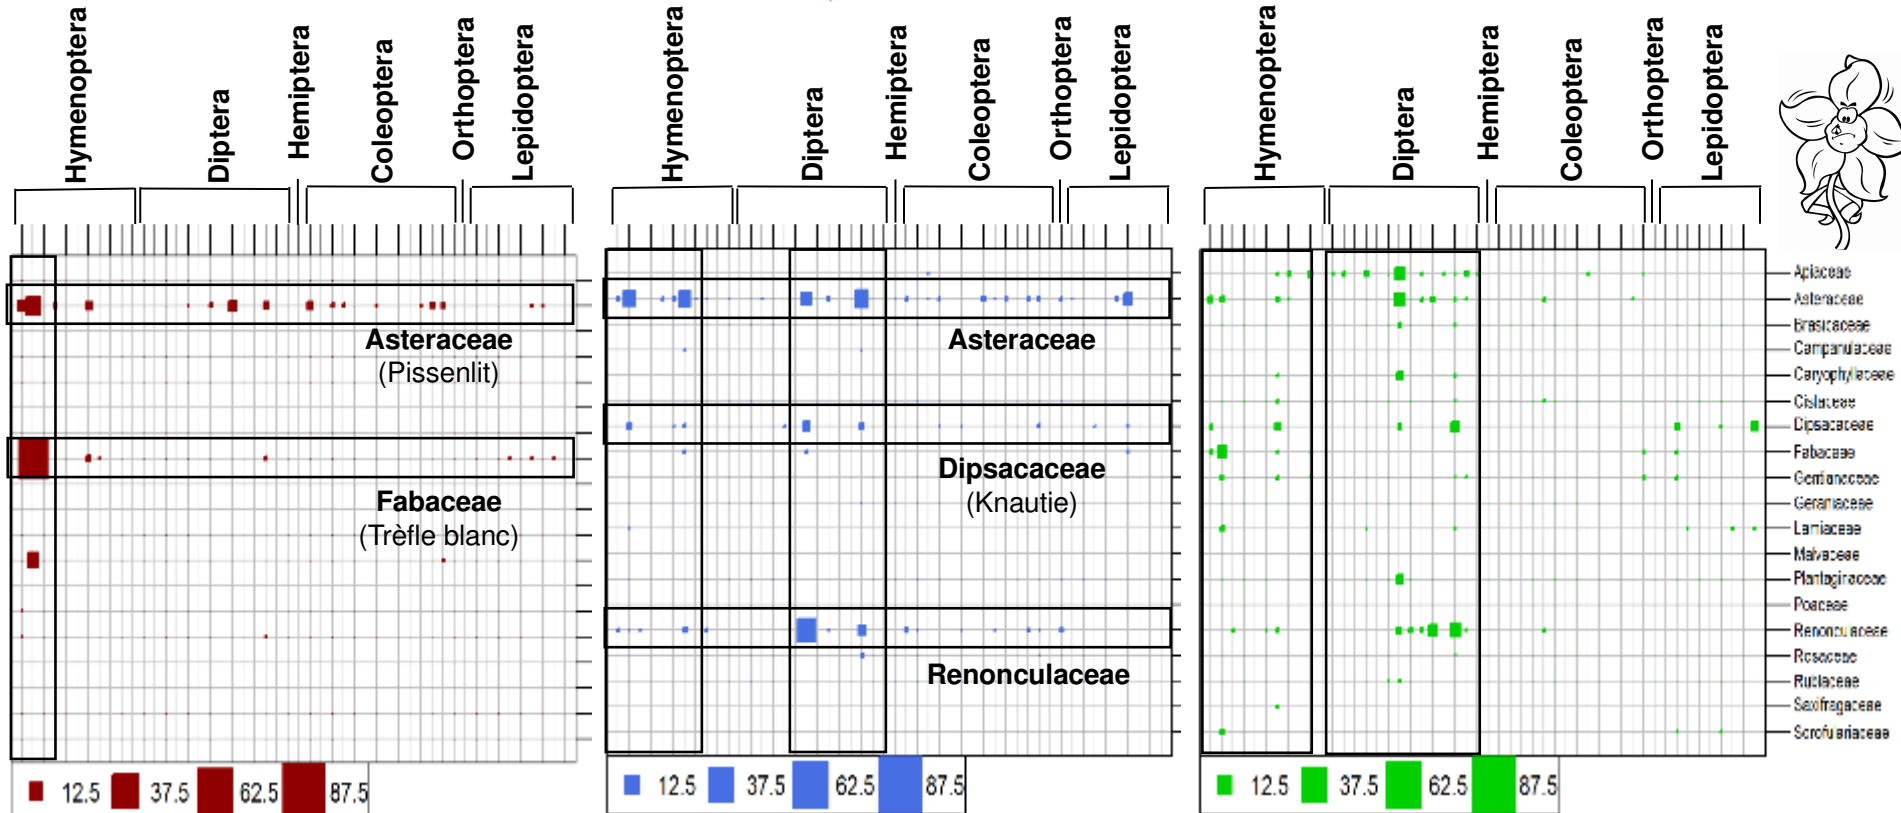 Hymenoptera
Diptera
Hemiptera
Coleoptera
Orthoptera
Lepidoptera
Hymenoptera
Diptera
Hemiptera
Coleoptera
Orthoptera
Lepidoptera
Hymenoptera
Diptera
Hemiptera
Coleoptera
Orthoptera
Lepidoptera
Asteraceae
(Pissenlit)
Fabaceae
(Trèfle blanc)
12.5 37.5 62.5 87.5
Asteraceae
Dipsacaceae
(Knautie)
Renonculaceae
12.5 37.5 62.5 87.5
Apiaceae
Asteraceae
Brasicaceae
Campanulaceae
Caryophyllaceae
Cistaceae
Dipsacaceae
Fabaceae
Gentianaceae
Geraniaceae
Lamiaceae
Malvaceae
Plantaginaceae
Poaceae
Renonculaceae
Rosaceae
Rubiaceae
Saxifragaceae
Scrofulariaceae
12.5 37.5 62.5 87.5